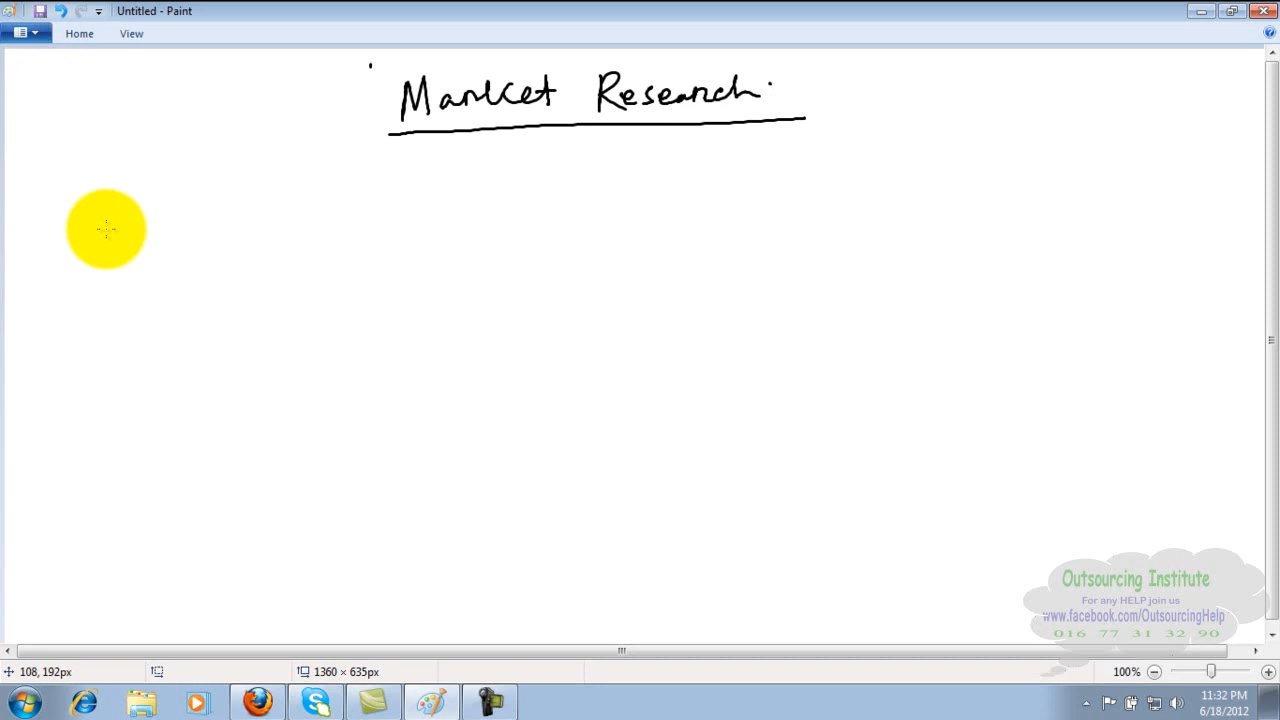 Untitled - Paint
Home View
Market Research
Outsourcing Institute
For any HELP join us
www.facebook.com/OutsourcingHelp
016 77 31 32 90
108, 192px 1360 × 635px 100%
11:32 PM
6/18/2012